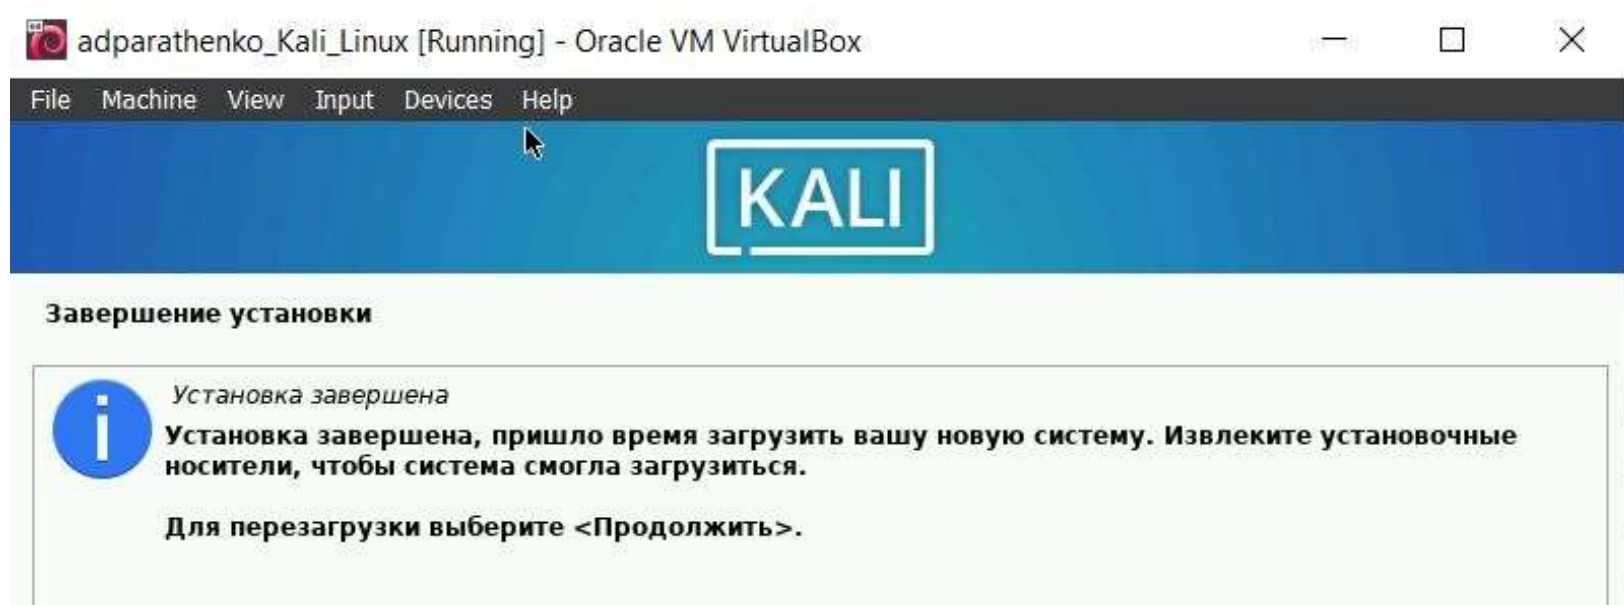 adparathenko_Kali_Linux [Running] - Oracle VM VirtualBox
File Machine View Input Devices Help
KALI
Завершение установки
Установка завершена
Установка завершена, пришло время загрузить вашу новую систему. Извлеките установочные
носители, чтобы система смогла загрузиться.
Для перезагрузки выберите <Продолжить>.